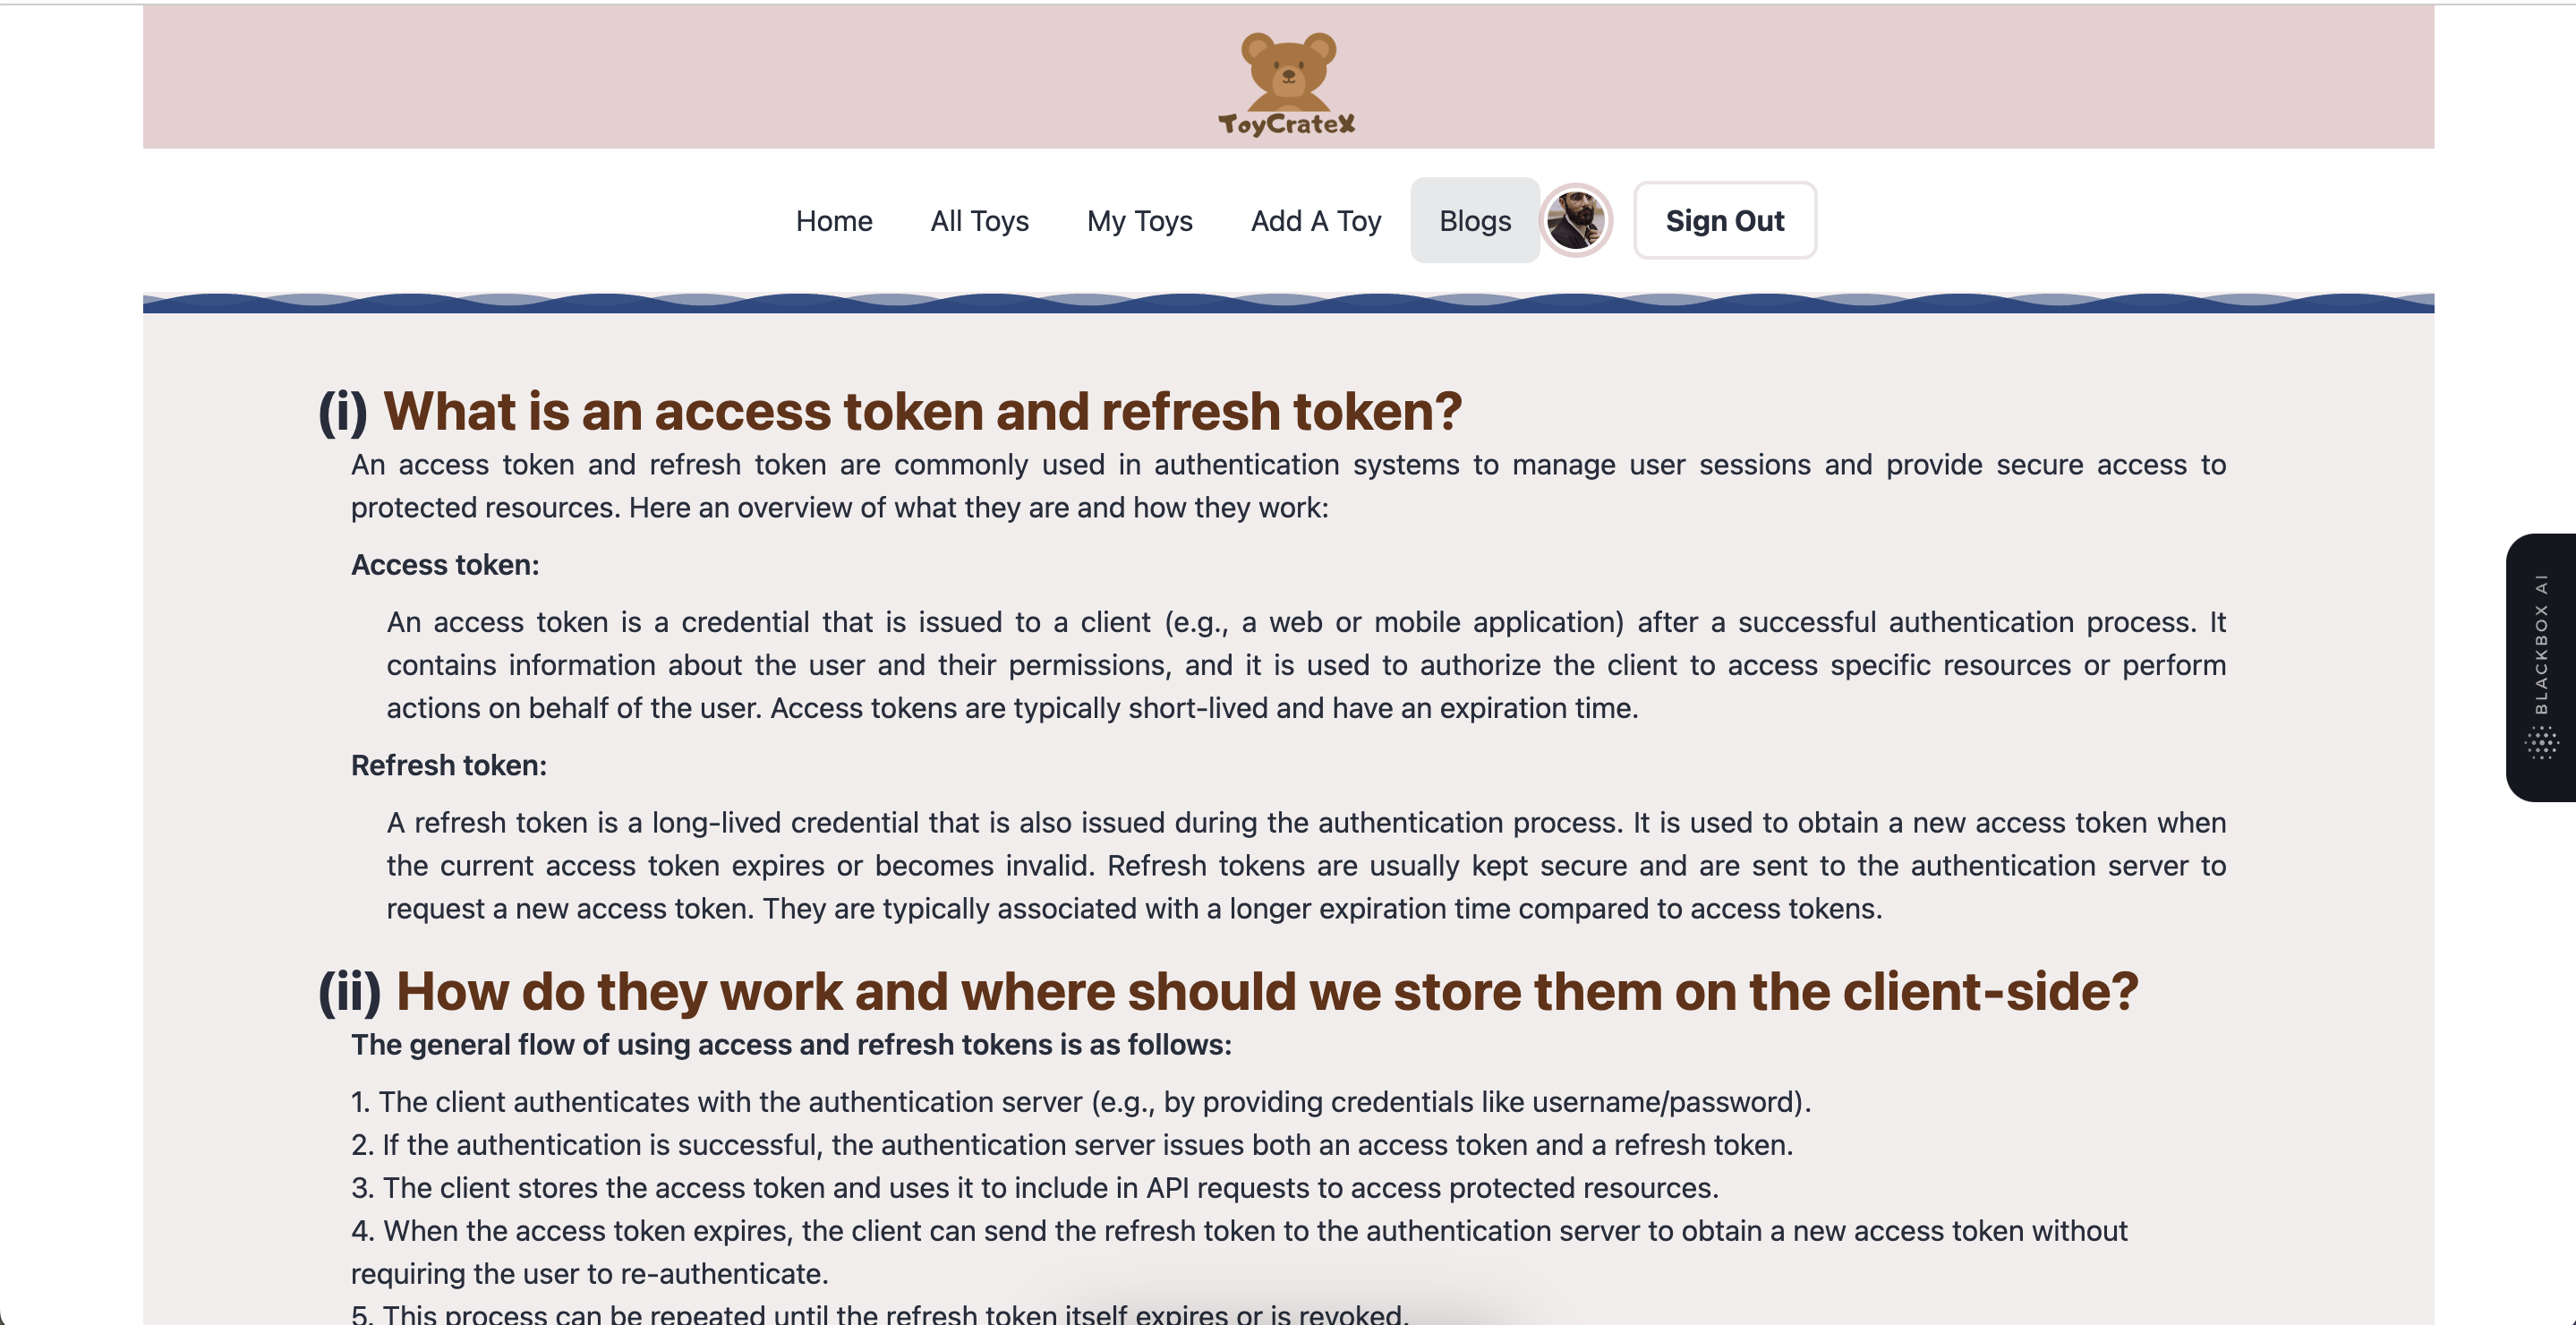 ToyCrateX
Home All Toys My Toys Add A Toy Blogs Sign Out
(i) What is an access token and refresh token?
An access token and refresh token are commonly used in authentication systems to manage user sessions and provide secure access to
protected resources. Here an overview of what they are and how they work:
Access token:
An access token is a credential that is issued to a client (e.g., a web or mobile application) after a successful authentication process. It
contains information about the user and their permissions, and it is used to authorize the client to access specific resources or perform
actions on behalf of the user. Access tokens are typically short-lived and have an expiration time.
Refresh token:
A refresh token is a long-lived credential that is also issued during the authentication process. It is used to obtain a new access token when
the current access token expires or becomes invalid. Refresh tokens are usually kept secure and are sent to the authentication server to
request a new access token. They are typically associated with a longer expiration time compared to access tokens.
(ii) How do they work and where should we store them on the client-side?
The general flow of using access and refresh tokens is as follows:
1. The client authenticates with the authentication server (e.g., by providing credentials like username/password).
2. If the authentication is successful, the authentication server issues both an access token and a refresh token.
3. The client stores the access token and uses it to include in API requests to access protected resources.
4. When the access token expires, the client can send the refresh token to the authentication server to obtain a new access token without
requiring the user to re-authenticate.
5. This process can be repeated until the refresh token itself expires or is revoked.
BLACKBOX AI